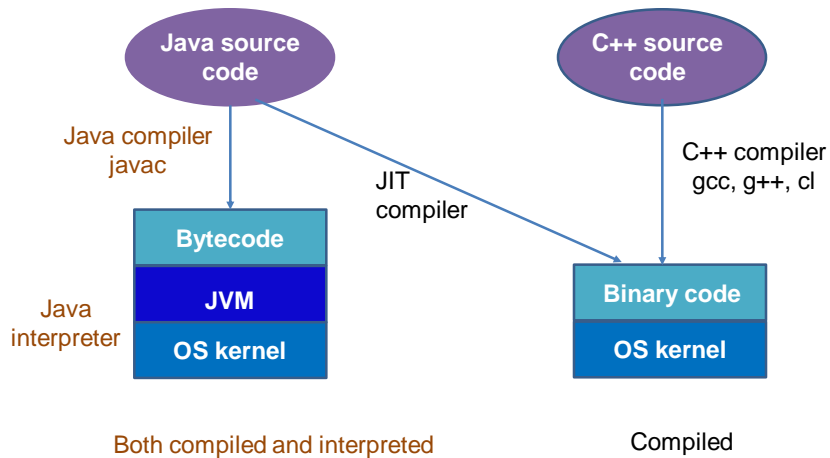 Java source
code
C++ source
code
Java compiler
javac
JIT
compiler
C++ compiler
gcc, g++, cl
Bytecode
JVM
OS kernel
Java
interpreter
Binary code
OS kernel
Both compiled and interpreted
Compiled